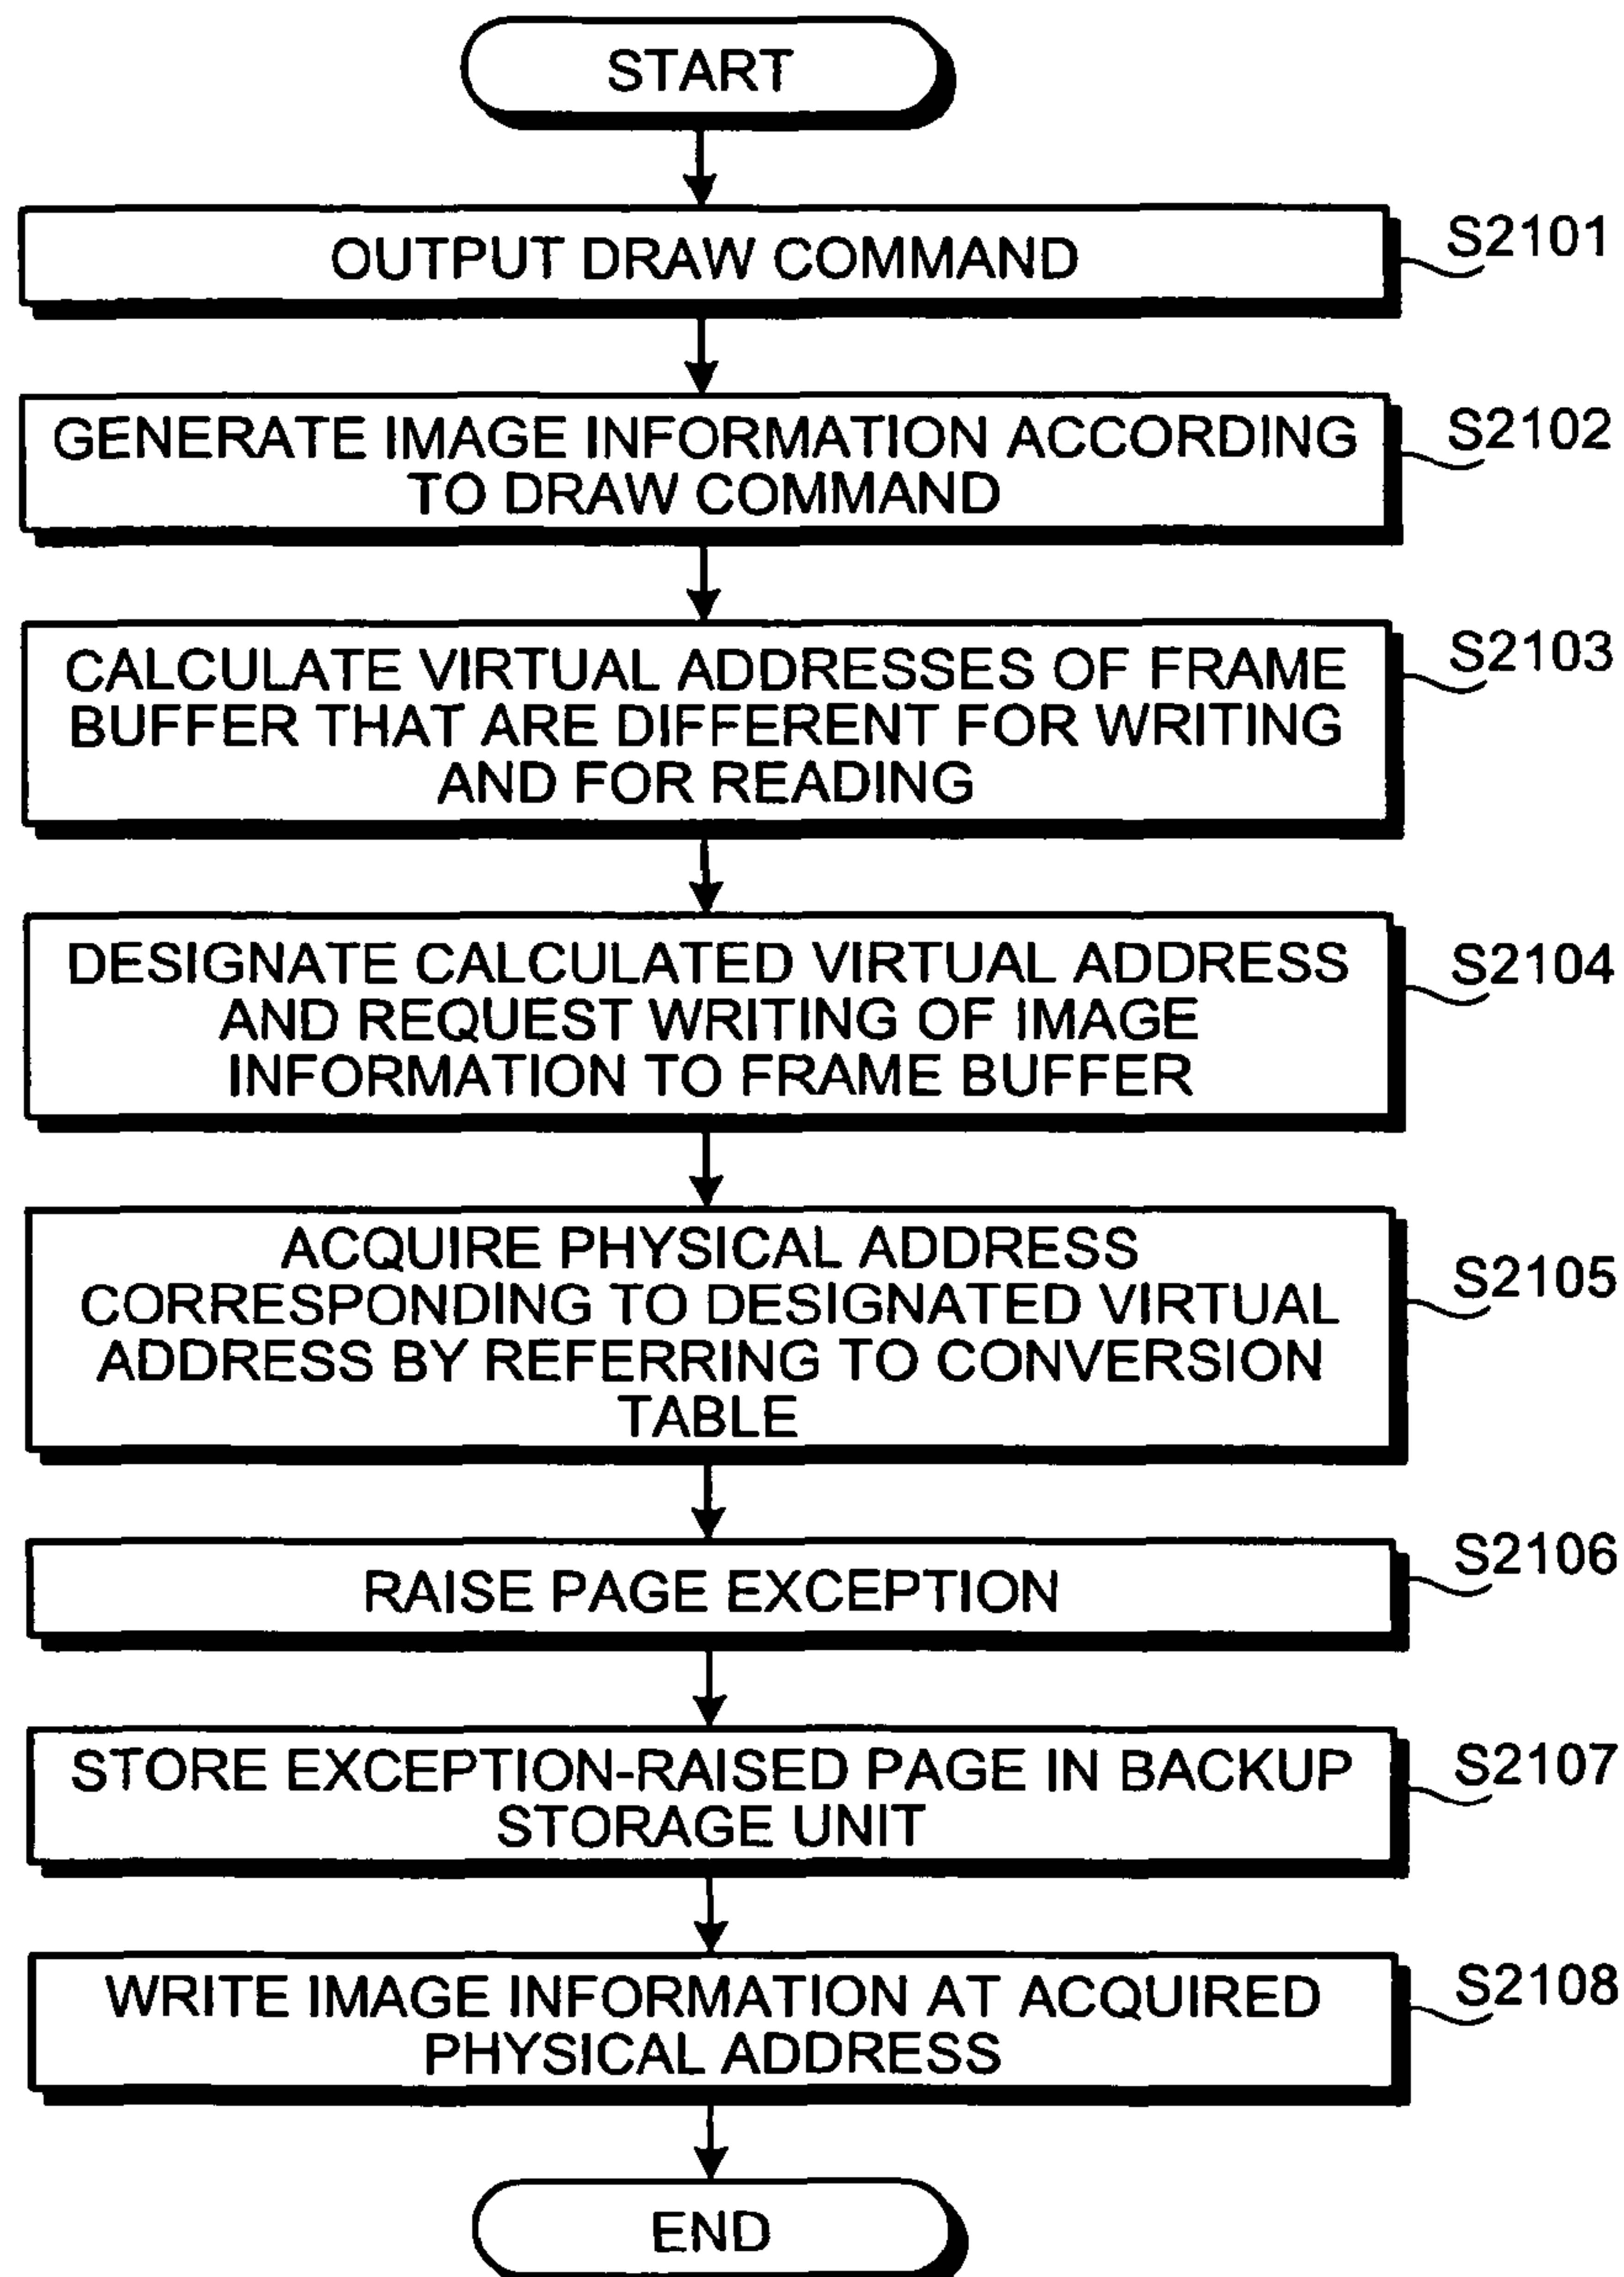 START
OUTPUT DRAW COMMAND
S2101
GENERATE IMAGE INFORMATION ACCORDING
TO DRAW COMMAND
S2102
CALCULATE VIRTUAL ADDRESSES OF FRAME
BUFFER THAT ARE DIFFERENT FOR WRITING
AND FOR READING
S2103
DESIGNATE CALCULATED VIRTUAL ADDRESS
AND REQUEST WRITING OF IMAGE
INFORMATION TO FRAME BUFFER
S2104
ACQUIRE PHYSICAL ADDRESS
CORRESPONDING TO DESIGNATED VIRTUAL
ADDRESS BY REFERRING TO CONVERSION
TABLE
S2105
RAISE PAGE EXCEPTION
S2106
STORE EXCEPTION-RAISED PAGE IN BACKUP
STORAGE UNIT
S2107
WRITE IMAGE INFORMATION AT ACQUIRED
PHYSICAL ADDRESS
S2108
END